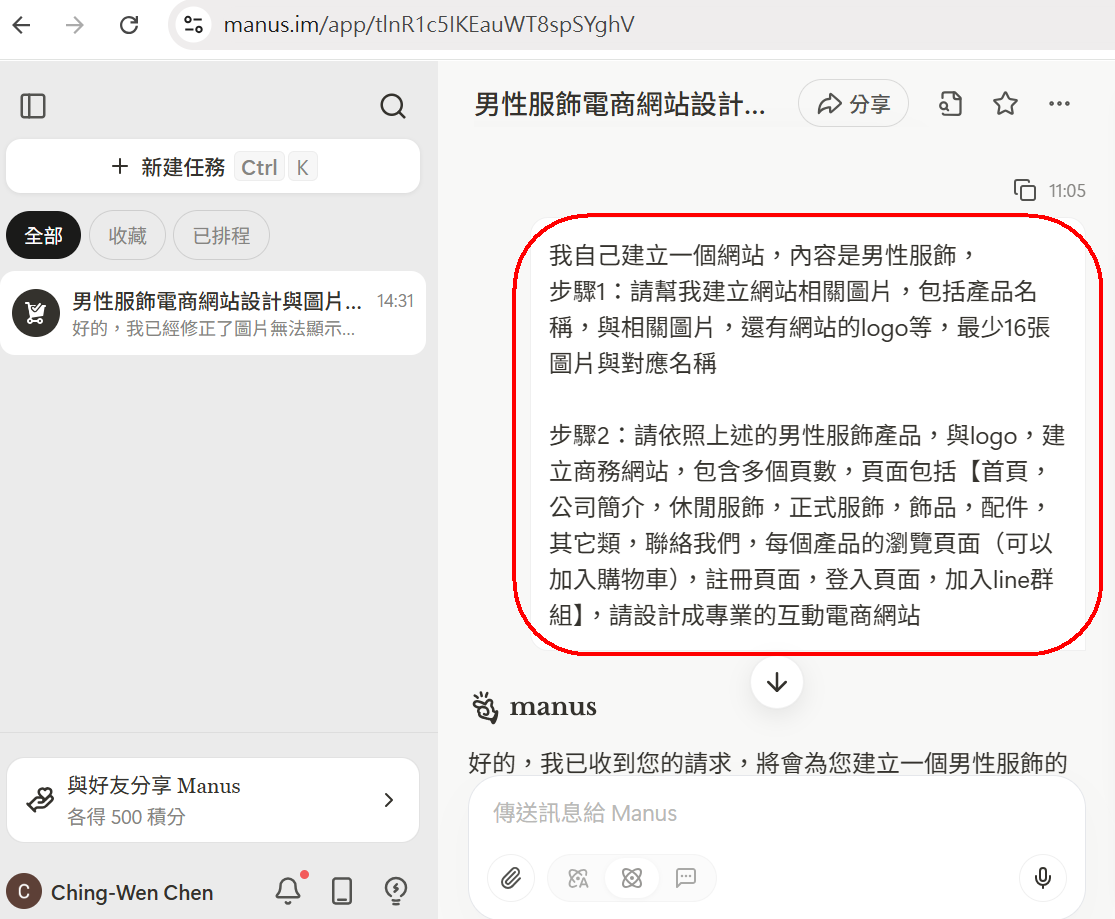 manus.im/app/tlnR1c5IKEauWT8spSYghV
新建任務 Ctrl K
全部 收藏 已排程
男性服飾電商網站設計與圖片... 14:31
好的，我已經修正了圖片無法顯示...
與好友分享 Manus
各得 500 積分
C Ching-Wen Chen
男性服飾電商網站設計... 分享
11:05
我自己建立一個網站，內容是男性服飾，
步驟1：請幫我建立網站相關圖片，包括產品名
稱，與相關圖片，還有網站的logo等，最少16張
圖片與對應名稱
步驟2：請依照上述的男性服飾產品，與logo，建
立商務網站，包含多個頁數，頁面包括【首頁，
公司簡介，休閒服飾，正式服飾，飾品，配件，
其它類，聯絡我們，每個產品的瀏覽頁面（可以
加入購物車），註冊頁面，登入頁面，加入line群
組】，請設計成專業的互動電商網站
manus
好的，我已收到您的請求，將會為您建立一個男性服飾的
傳送訊息給 Manus